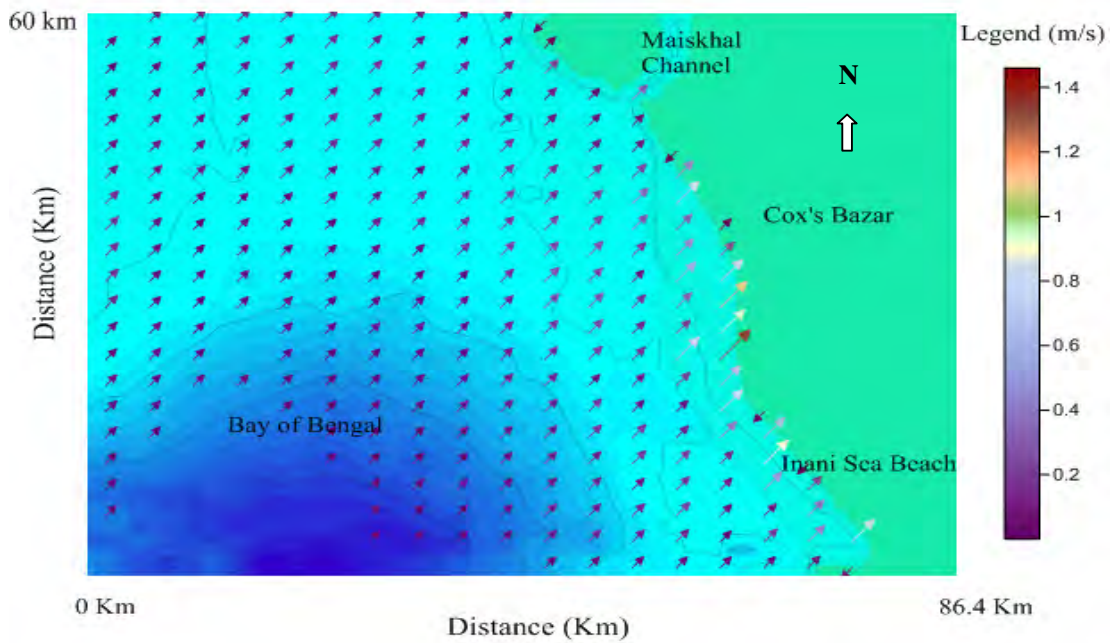 60 km
Legend (m/s)
Maiskhal
Channel
N
1.4
1.2
1
0.8
0.6
0.4
0.2
Cox's Bazar
Distance (Km)
Bay of Bengal
Inani Sea Beach
0 Km
86.4 Km
Distance (Km)